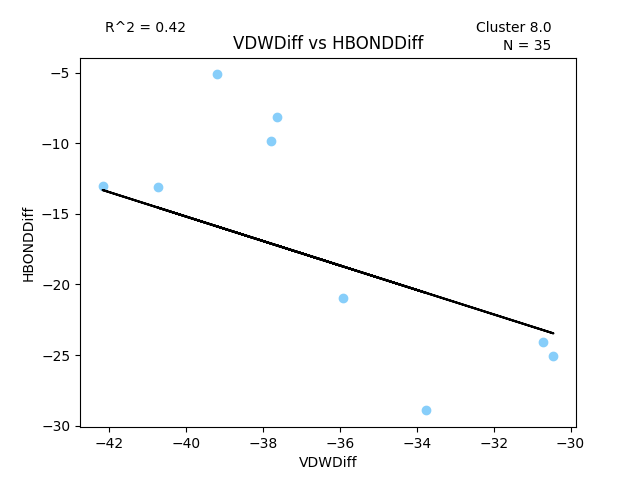 R^2 = 0.42
Cluster 8.0
N = 35
VDWDiff vs HBONDDiff
−5
−10
−15
−20
−25
−30
HBONDDiff
−42
−40
−38
−36
−34
−32
−30
VDWDiff